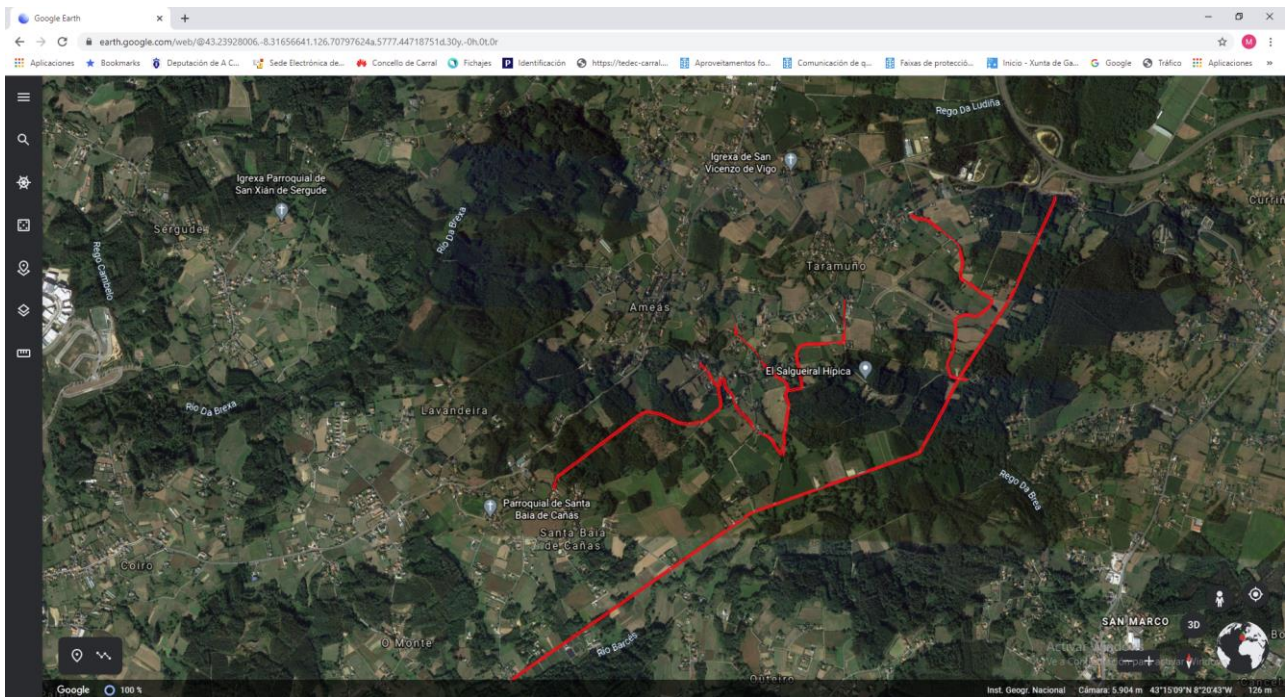 Google Earth
earth.google.com/web/@43.23928006,-8.31656641,126.70797624a,5777.44718751d,30y,-0h,0t,0r
M
Aplicaciones
Bookmarks
Deputación de A C...
Sede Electrónica de...
Concello de Carral
Fichajes
P Identificación
https://tedec-carral...
Aproveitamentos fo...
Comunicación de q...
Faixas de protecció...
Inicio - Xunta de Ga...
G Google
Tráfico
Aplicaciones
»
Rego Da Ludiña
Igrexa de San
Vicenzo de Vigo
Igrexa Parroquial de
San Xián de Sergude
Sergude
Rio Da Brexa
Rego Cambelo
Taramuño
Ameás
El Salgueiral Hípica
Rio Da Brexa
Lavandeira
Rego Da Brea
Parroquial de Santa
Baia de Cañás
Santa Baia
de Cañas
Coiro
O Monte
Rio Barcés
Outeiro
SAN MARCO
3D
Google
100 %
Inst. Geogr. Nacional
Cámara: 5.904 m
43°15'09"N 8°20'43"W
126 m